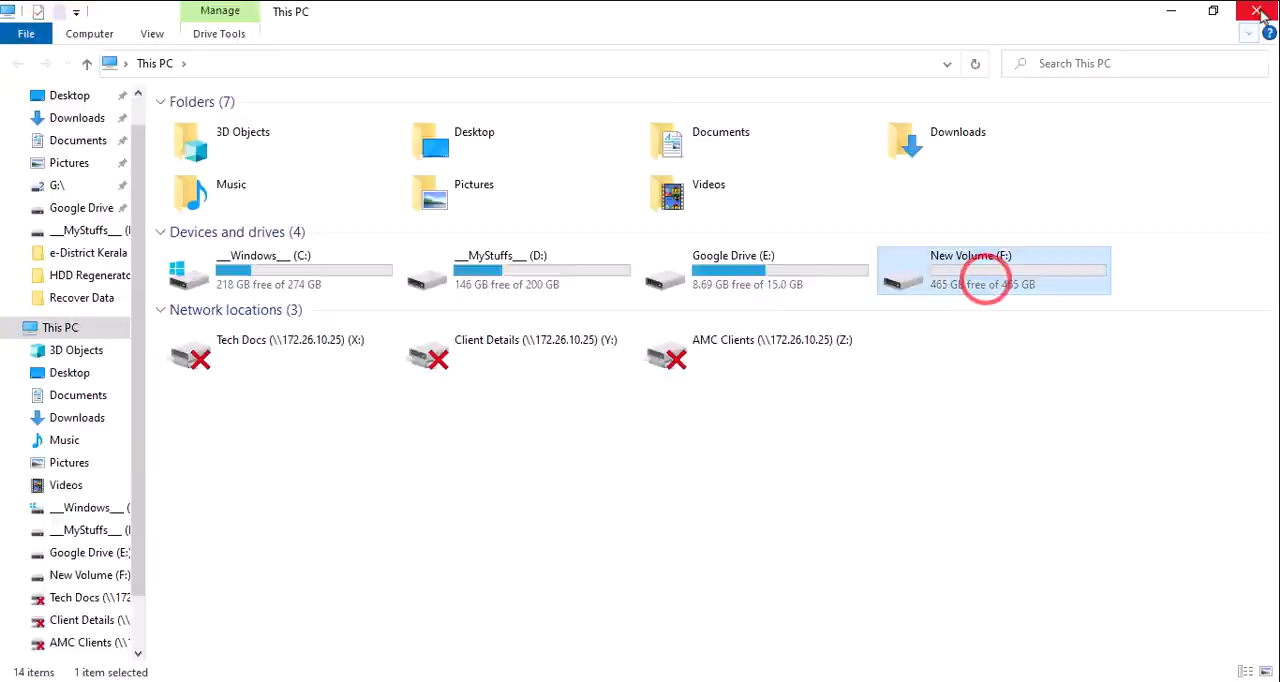 Manage
This PC
File
Computer
View
Drive Tools
This PC
Search This PC
Desktop
Downloads
Documents
Pictures
G:\
Google Drive
__MyStuffs__ (
e-District Kerala
HDD Regenerato
Recover Data
This PC
3D Objects
Desktop
Documents
Downloads
Music
Pictures
Videos
__Windows__ (
__MyStuffs__ (
Google Drive (E:
New Volume (F:)
Tech Docs (\\172
Client Details (\\
AMC Clients (\\
Folders (7)
3D Objects
Desktop
Documents
Downloads
Music
Pictures
Videos
Devices and drives (4)
__Windows__ (C:)
218 GB free of 274 GB
__MyStuffs__ (D:)
146 GB free of 200 GB
Google Drive (E:)
8.69 GB free of 15.0 GB
New Volume (F:)
465 GB free of 465 GB
Network locations (3)
Tech Docs (\\172.26.10.25) (X:)
Client Details (\\172.26.10.25) (Y:)
AMC Clients (\\172.26.10.25) (Z:)
14 items
1 item selected